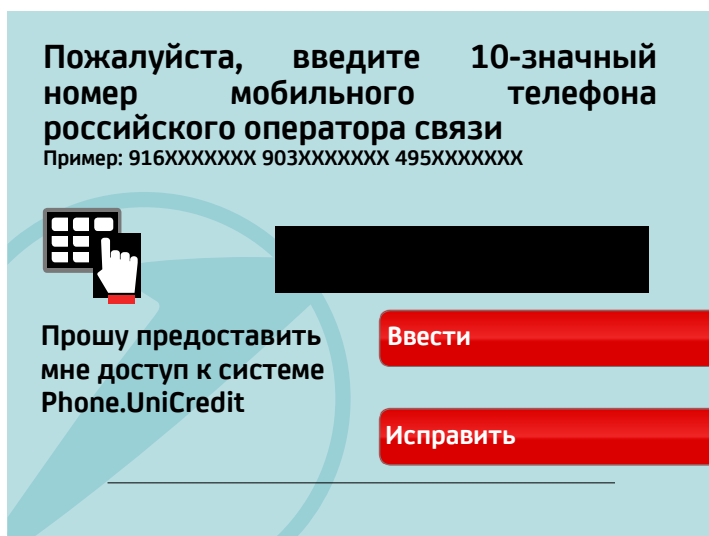 Пожалуйста, введите 10-значный
номер мобильного телефона
российского оператора связи
Пример: 916XXXXXXX 903XXXXXXX 495XXXXXXX
Прошу предоставить
мне доступ к системе
Phone.UniCredit
Ввести
Исправить